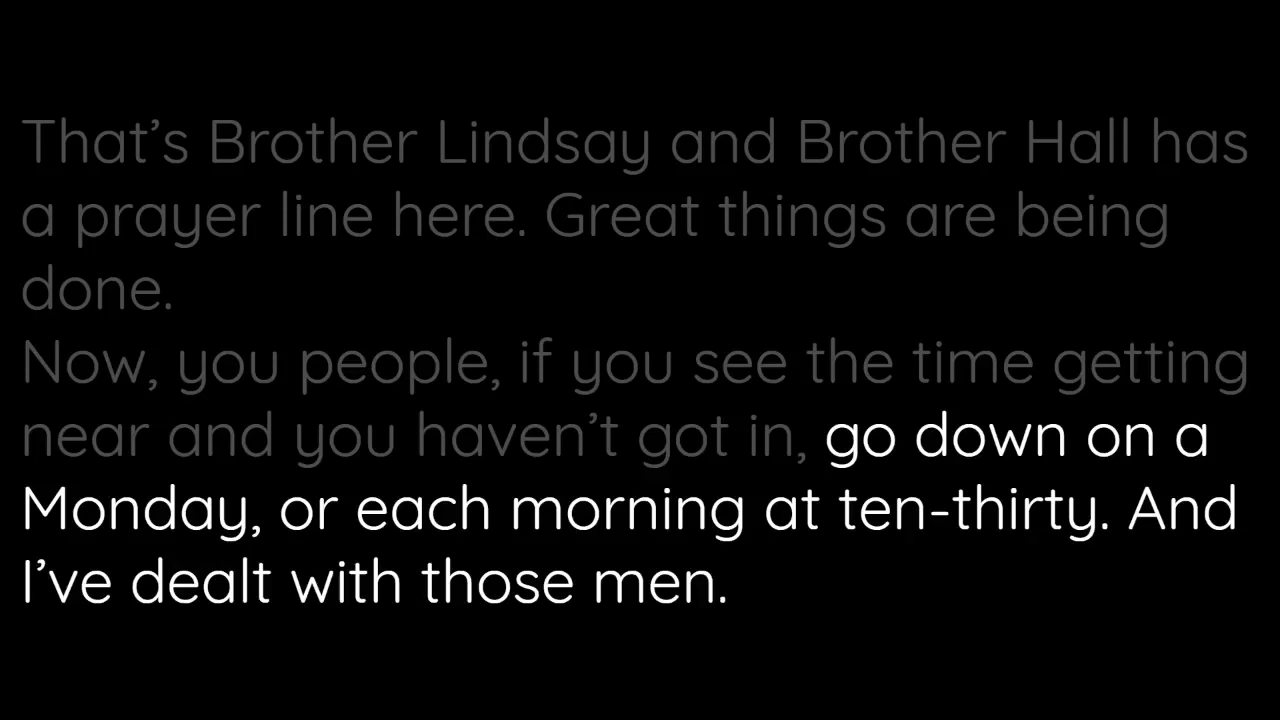 That’s Brother Lindsay and Brother Hall has
a prayer line here. Great things are being
done.
Now, you people, if you see the time getting
near and you haven’t got in, go down on a
Monday, or each morning at ten-thirty. And
I’ve dealt with those men.